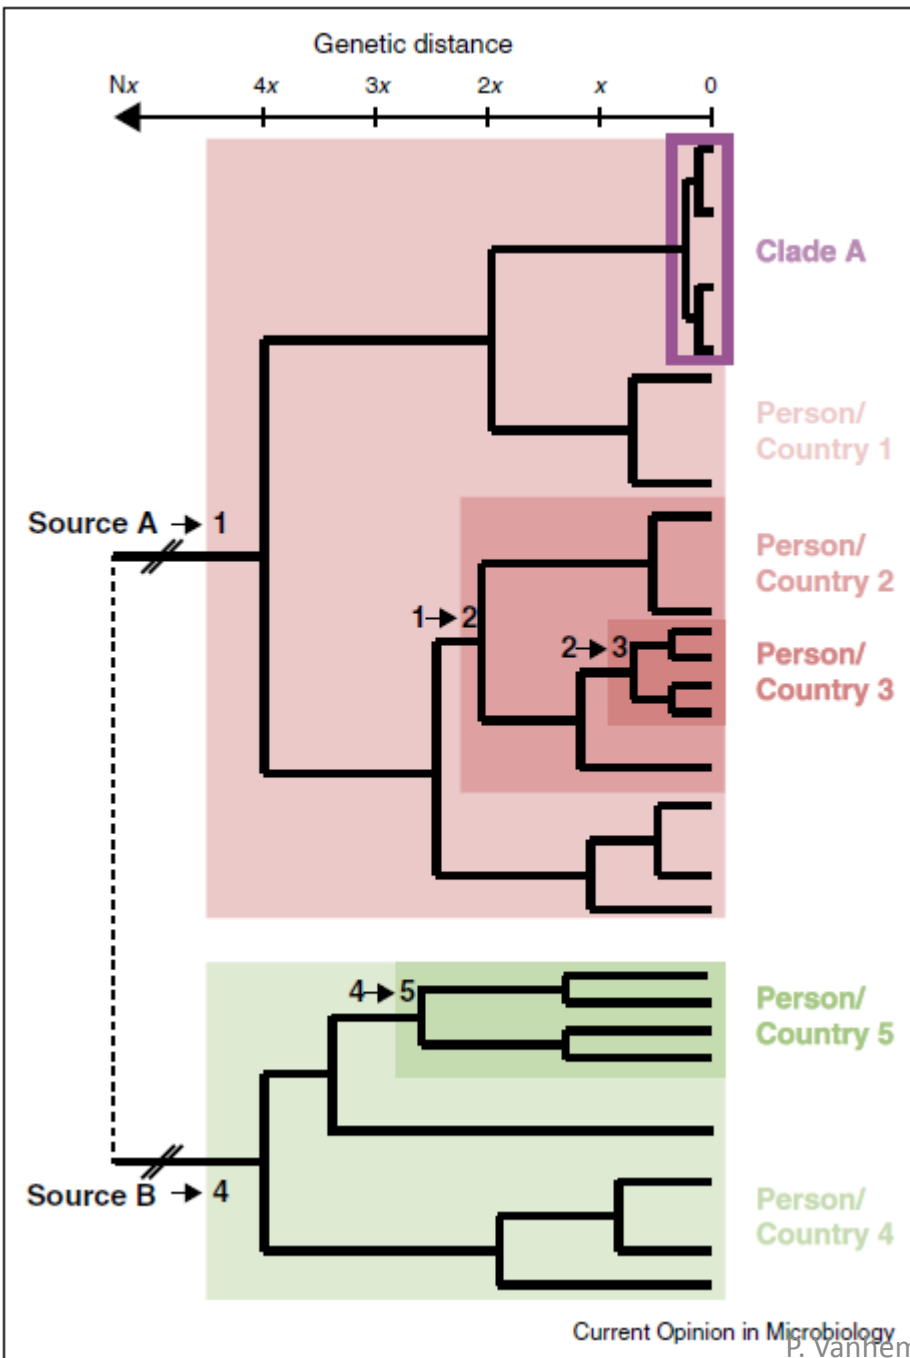 Genetic distance
Nx 4x 3x 2x x 0
Clade A
Person/
Country 1
Source A → 1
Person/
Country 2
1→2
2→3
Person/
Country 3
4→5
Person/
Country 5
Source B → 4
Person/
Country 4
Current Opinion in Microbiology
P. Vanhem